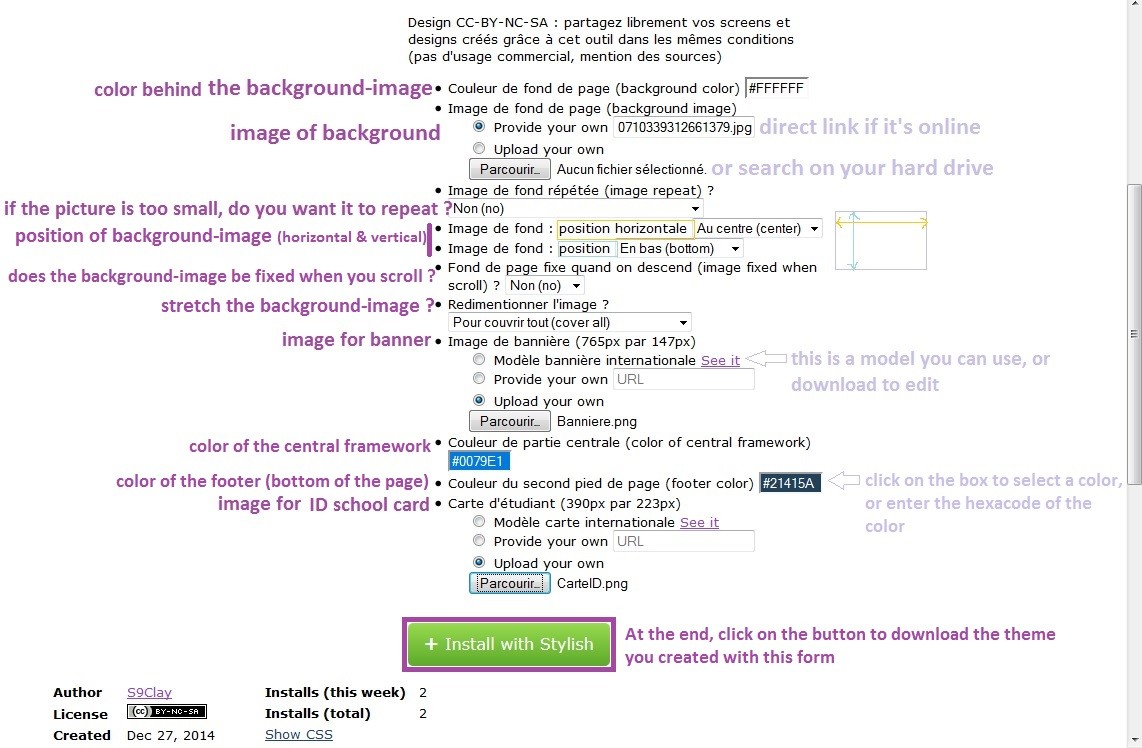 Design CC-BY-NC-SA : partagez librement vos screens et
designs créés grâce à cet outil dans les mêmes conditions
(pas d'usage commercial, mention des sources)
color behind the background-image • Couleur de fond de page (background color) #FFFFFF
• Image de fond de page (background image)
image of background
Provide your own 0710339312661379.jpg direct link if it's online
Upload your own
Parcourir... Aucun fichier sélectionné. or search on your hard drive
• Image de fond répétée (image repeat) ?
if the picture is too small, do you want it to repeat ? Non (no)
position of background-image (horizontal & vertical) • Image de fond : position horizontale Au centre (center)
• Image de fond : position En bas (bottom)
does the background-image be fixed when you scroll ? • Fond de page fixe quand on descend (image fixed when
scroll) ? Non (no)
stretch the background-image ? • Redimentionner l'image ?
Pour couvrir tout (cover all)
image for banner • Image de bannière (765px par 147px)
Modèle bannière internationale See it this is a model you can use, or
download to edit
Provide your own URL
Upload your own
Parcourir... Banniere.png
color of the central framework • Couleur de partie centrale (color of central framework)
#0079E1
color of the footer (bottom of the page) • Couleur du second pied de page (footer color) #21415A click on the box to select a color,
or enter the hexacode of the
color
image for ID school card • Carte d'étudiant (390px par 223px)
Modèle carte internationale See it
Provide your own URL
Upload your own
Parcourir... CarteID.png
+ Install with Stylish At the end, click on the button to download the theme
you created with this form
Author S9Clay Installs (this week) 2
License (cc) BY-NC-SA Installs (total) 2
Created Dec 27, 2014 Show CSS